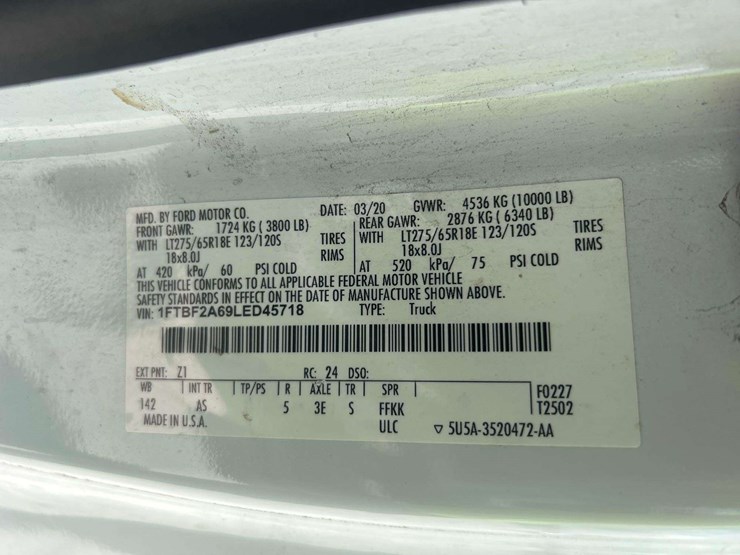 MFD. BY FORD MOTOR CO. DATE: 03/20 GVWR: 4536 KG (10000 LB)
FRONT GAWR: 1724 KG (3800 LB) REAR GAWR: 2876 KG (6340 LB)
WITH LT275/65R18E 123/120S TIRES WITH LT275/65R18E 123/120S TIRES
18x8.0J RIMS 18x8.0J RIMS
AT 420 kPa/ 60 PSI COLD AT 520 kPa/ 75 PSI COLD
THIS VEHICLE CONFORMS TO ALL APPLICABLE FEDERAL MOTOR VEHICLE
SAFETY STANDARDS IN EFFECT ON THE DATE OF MANUFACTURE SHOWN ABOVE.
VIN: 1FTBF2A69LED45718 TYPE: Truck
EXT PNT: Z1 RC: 24 DSO:
WB INT TR TP/PS R AXLE TR SPR F0227
142 AS 5 3E S FFKK T2502
MADE IN U.S.A. ULC ▽ 5U5A-3520472-AA